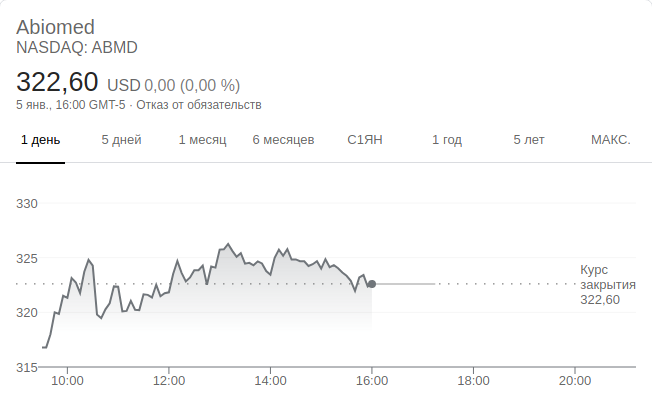 Abiomed
NASDAQ: ABMD
322,60 USD 0,00 (0,00 %)
5 янв., 16:00 GMT-5 · Отказ от обязательств
1 день 5 дней 1 месяц 6 месяцев С1ЯН 1 год 5 лет МАКС.
330
325
Курс
закрытия
322,60
320
315
10:00 12:00 14:00 16:00 18:00 20:00